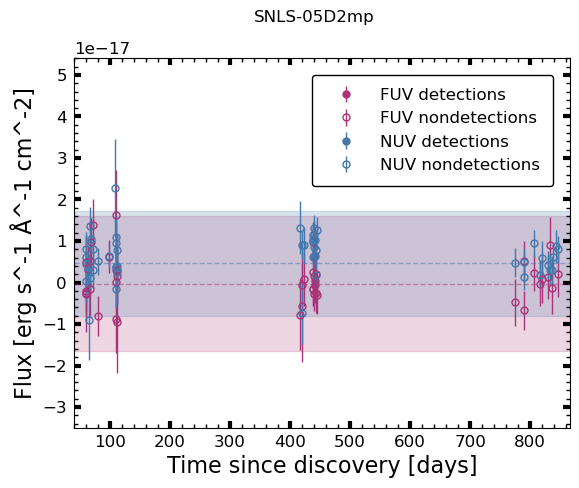 SNLS-05D2mp
1e−17
FUV detections
FUV nondetections
NUV detections
NUV nondetections
5
4
3
2
1
0
−1
−2
−3
Flux [erg s^-1 Å^-1 cm^-2]
100 200 300 400 500 600 700 800
Time since discovery [days]